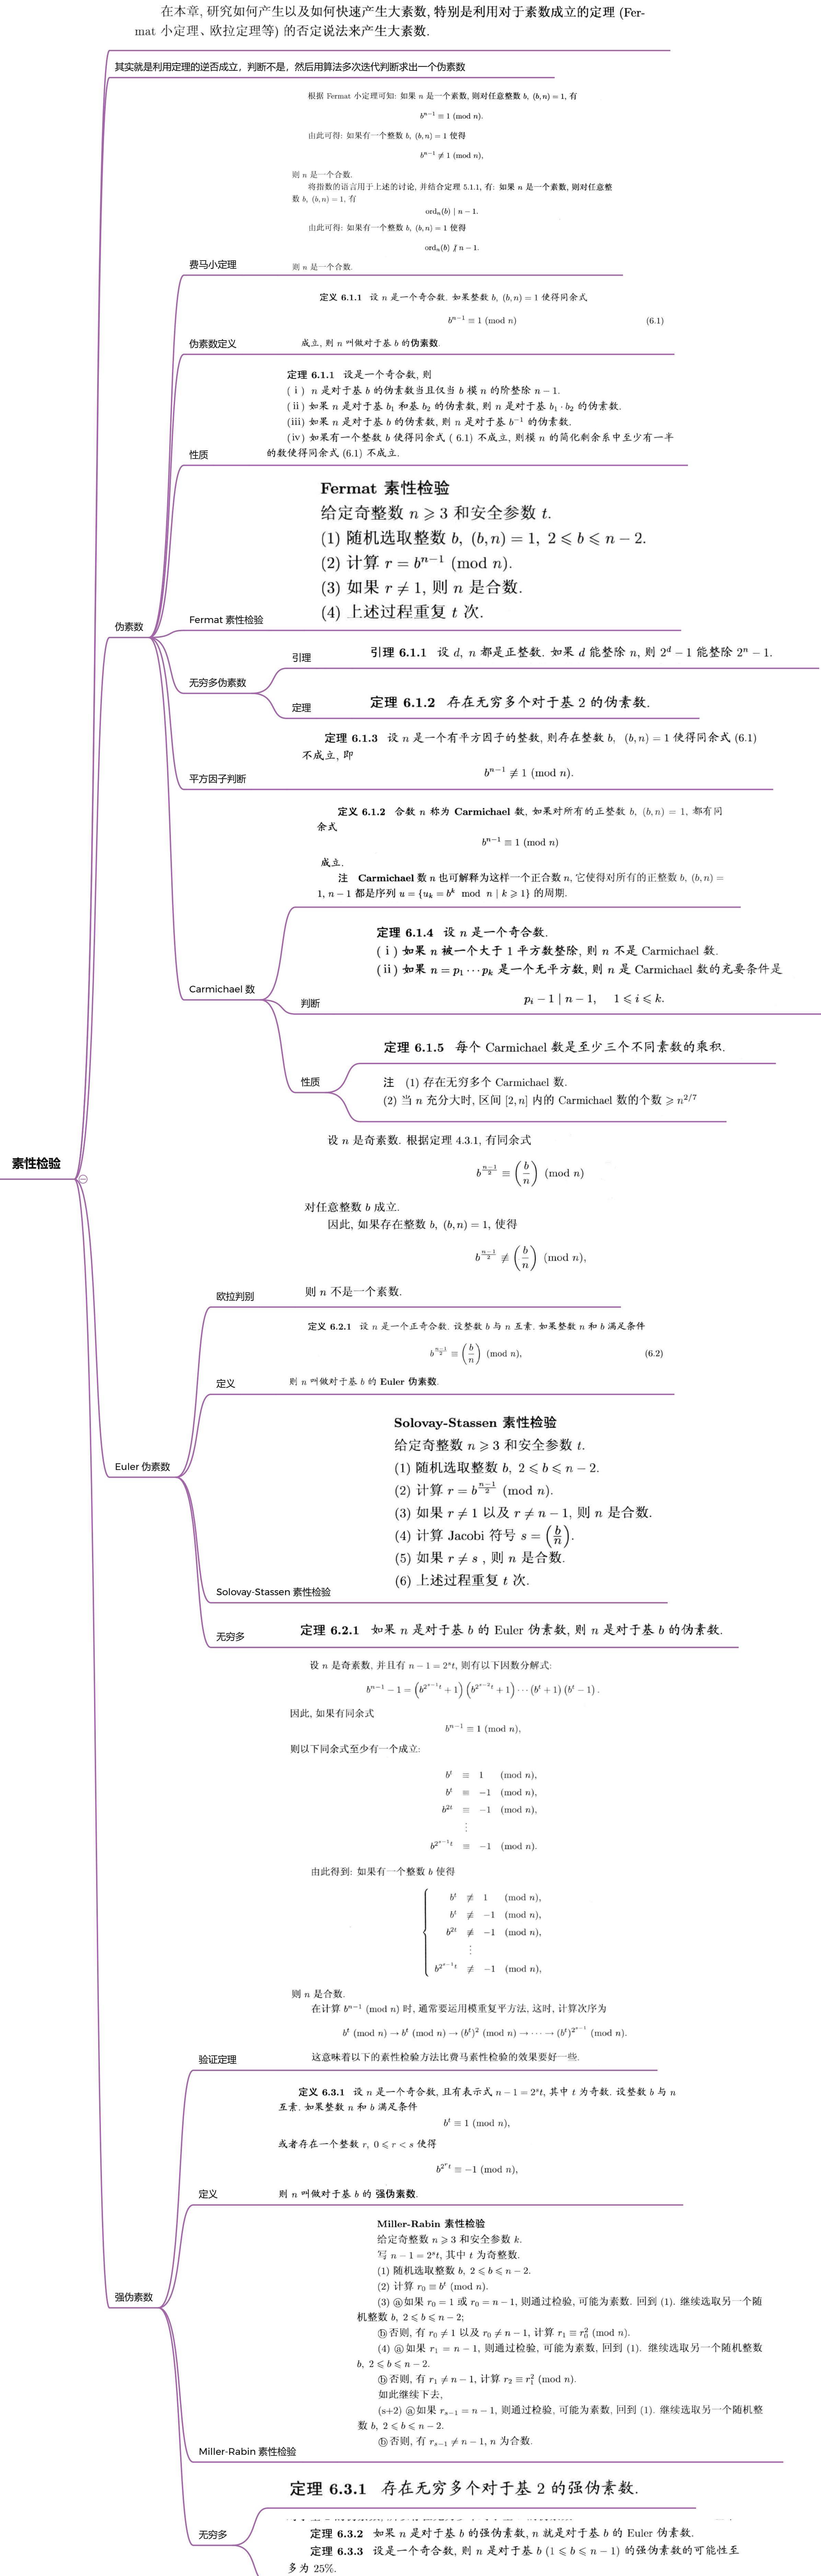 在本章, 研究如何产生以及如何快速产生大素数, 特别是利用对于素数成立的定理 (Fer-
mat 小定理、欧拉定理等) 的否定说法来产生大素数.
其实就是利用定理的逆否成立，判断不是，然后用算法多次迭代判断求出一个伪素数
根据 Fermat 小定理可知: 如果 n 是一个素数, 则对任意整数 b, (b,n) = 1, 有
b^{n−1} ≡ 1 (mod n).
由此可得: 如果有一个整数 b, (b,n) = 1 使得
b^{n−1} ≢ 1 (mod n),
则 n 是一个合数.
将指数的语言用于上述的讨论, 并结合定理 5.1.1, 有: 如果 n 是一个素数, 则对任意整
数 b, (b,n) = 1, 有
ord_n(b) | n − 1.
由此可得: 如果有一个整数 b, (b,n) = 1 使得
ord_n(b) ∤ n − 1.
则 n 是一个合数.
费马小定理
定义 6.1.1 设 n 是一个奇合数. 如果整数 b, (b,n) = 1 使得同余式
b^{n−1} ≡ 1 (mod n) (6.1)
成立, 则 n 叫做对于基 b 的伪素数.
伪素数定义
定理 6.1.1 设是一个奇合数, 则
(i) n 是对于基 b 的伪素数当且仅当 b 模 n 的阶整除 n − 1.
(ii) 如果 n 是对于基 b₁ 和基 b₂ 的伪素数, 则 n 是对于基 b₁ · b₂ 的伪素数.
(iii) 如果 n 是对于基 b 的伪素数, 则 n 是对于基 b^{−1} 的伪素数.
(iv) 如果有一个整数 b 使得同余式 ( 6.1) 不成立, 则模 n 的简化剩余系中至少有一半
的数使得同余式 (6.1) 不成立.
性质
Fermat 素性检验
给定奇整数 n ⩾ 3 和安全参数 t.
(1) 随机选取整数 b, (b,n) = 1, 2 ⩽ b ⩽ n − 2.
(2) 计算 r = b^{n−1} (mod n).
(3) 如果 r ≠ 1, 则 n 是合数.
(4) 上述过程重复 t 次.
Fermat 素性检验
伪素数
引理
引理 6.1.1 设 d, n 都是正整数. 如果 d 能整除 n, 则 2^d − 1 能整除 2^n − 1.
无穷多伪素数
定理
定理 6.1.2 存在无穷多个对于基 2 的伪素数.
定理 6.1.3 设 n 是一个有平方因子的整数, 则存在整数 b, (b,n) = 1 使得同余式 (6.1)
不成立, 即
b^{n−1} ≢ 1 (mod n).
平方因子判断
定义 6.1.2 合数 n 称为 Carmichael 数, 如果对所有的正整数 b, (b,n) = 1, 都有同
余式
b^{n−1} ≡ 1 (mod n)
成立.
注 Carmichael 数 n 也可解释为这样一个正合数 n, 它使得对所有的正整数 b, (b,n) =
1, n − 1 都是序列 u = {u_k = b^k mod n | k ⩾ 1} 的周期.
定理 6.1.4 设 n 是一个奇合数.
(i) 如果 n 被一个大于 1 平方数整除, 则 n 不是 Carmichael 数.
(ii) 如果 n = p₁ ⋯ p_k 是一个无平方数, 则 n 是 Carmichael 数的充要条件是
p_i − 1 | n − 1, 1 ⩽ i ⩽ k.
Carmichael 数
判断
定理 6.1.5 每个 Carmichael 数是至少三个不同素数的乘积.
性质
注 (1) 存在无穷多个 Carmichael 数.
(2) 当 n 充分大时, 区间 [2,n] 内的 Carmichael 数的个数 ⩾ n^{2/7}
素性检验
设 n 是奇素数. 根据定理 4.3.1, 有同余式
b^{(n−1)/2} ≡ (b/n) (mod n)
对任意整数 b 成立.
因此, 如果存在整数 b, (b,n) = 1, 使得
b^{(n−1)/2} ≢ (b/n) (mod n),
则 n 不是一个素数.
欧拉判别
定义 6.2.1 设 n 是一个正奇合数. 设整数 b 与 n 互素. 如果整数 n 和 b 满足条件
b^{(n−1)/2} ≡ (b/n) (mod n), (6.2)
则 n 叫做对于基 b 的 Euler 伪素数.
定义
Solovay-Stassen 素性检验
给定奇整数 n ⩾ 3 和安全参数 t.
(1) 随机选取整数 b, 2 ⩽ b ⩽ n − 2.
(2) 计算 r = b^{(n−1)/2} (mod n).
(3) 如果 r ≠ 1 以及 r ≠ n − 1, 则 n 是合数.
(4) 计算 Jacobi 符号 s = (b/n).
(5) 如果 r ≠ s , 则 n 是合数.
(6) 上述过程重复 t 次.
Euler 伪素数
Solovay-Stassen 素性检验
无穷多
定理 6.2.1 如果 n 是对于基 b 的 Euler 伪素数, 则 n 是对于基 b 的伪素数.
设 n 是奇素数, 并且有 n − 1 = 2^s t, 则有以下因数分解式:
b^{n−1} − 1 = (b^{2^{s−1}t} + 1) (b^{2^{s−2}t} + 1) ⋯ (b^t + 1) (b^t − 1) .
因此, 如果有同余式
b^{n−1} ≡ 1 (mod n),
则以下同余式至少有一个成立:
b^t ≡ 1 (mod n),
b^t ≡ −1 (mod n),
b^{2t} ≡ −1 (mod n),
⋮
b^{2^{s−1}t} ≡ −1 (mod n).
由此得到: 如果有一个整数 b 使得
b^t ≢ 1 (mod n),
b^t ≢ −1 (mod n),
b^{2t} ≢ −1 (mod n),
⋮
b^{2^{s−1}t} ≢ −1 (mod n),
则 n 是合数.
在计算 b^{n−1} (mod n) 时, 通常要运用模重复平方法, 这时, 计算次序为
b^t (mod n) → b^t (mod n) → (b^t)^2 (mod n) → ⋯ → (b^t)^{2^{s−1}} (mod n).
这意味着以下的素性检验方法比费马素性检验的效果要好一些.
验证定理
定义 6.3.1 设 n 是一个奇合数, 且有表示式 n − 1 = 2^s t, 其中 t 为奇数. 设整数 b 与 n
互素. 如果整数 n 和 b 满足条件
b^t ≡ 1 (mod n),
或者存在一个整数 r, 0 ⩽ r < s 使得
b^{2^r t} ≡ −1 (mod n),
则 n 叫做对于基 b 的 强伪素数.
定义
Miller-Rabin 素性检验
给定奇整数 n ⩾ 3 和安全参数 k.
写 n − 1 = 2^s t, 其中 t 为奇整数.
(1) 随机选取整数 b, 2 ⩽ b ⩽ n − 2.
(2) 计算 r₀ ≡ b^t (mod n).
(3) ⓐ如果 r₀ = 1 或 r₀ = n − 1, 则通过检验, 可能为素数. 回到 (1). 继续选取另一个随
机整数 b, 2 ⩽ b ⩽ n − 2;
ⓑ否则, 有 r₀ ≠ 1 以及 r₀ ≠ n − 1, 计算 r₁ ≡ r₀² (mod n).
(4) ⓐ如果 r₁ = n − 1, 则通过检验, 可能为素数, 回到 (1). 继续选取另一个随机整数
b, 2 ⩽ b ⩽ n − 2.
ⓑ否则, 有 r₁ ≠ n − 1, 计算 r₂ ≡ r₁² (mod n).
如此继续下去,
(s+2) ⓐ如果 r_{s−1} = n − 1, 则通过检验, 可能为素数, 回到 (1). 继续选取另一个随机整
数 b, 2 ⩽ b ⩽ n − 2.
ⓑ否则, 有 r_{s−1} ≠ n − 1, n 为合数.
强伪素数
Miller-Rabin 素性检验
定理 6.3.1 存在无穷多个对于基 2 的强伪素数.
无穷多
定理 6.3.2 如果 n 是对于基 b 的强伪素数, n 就是对于基 b 的 Euler 伪素数.
定理 6.3.3 设是一个奇合数, 则 n 是对于基 b (1 ⩽ b ⩽ n − 1) 的强伪素数的可能性至
多为 25%.